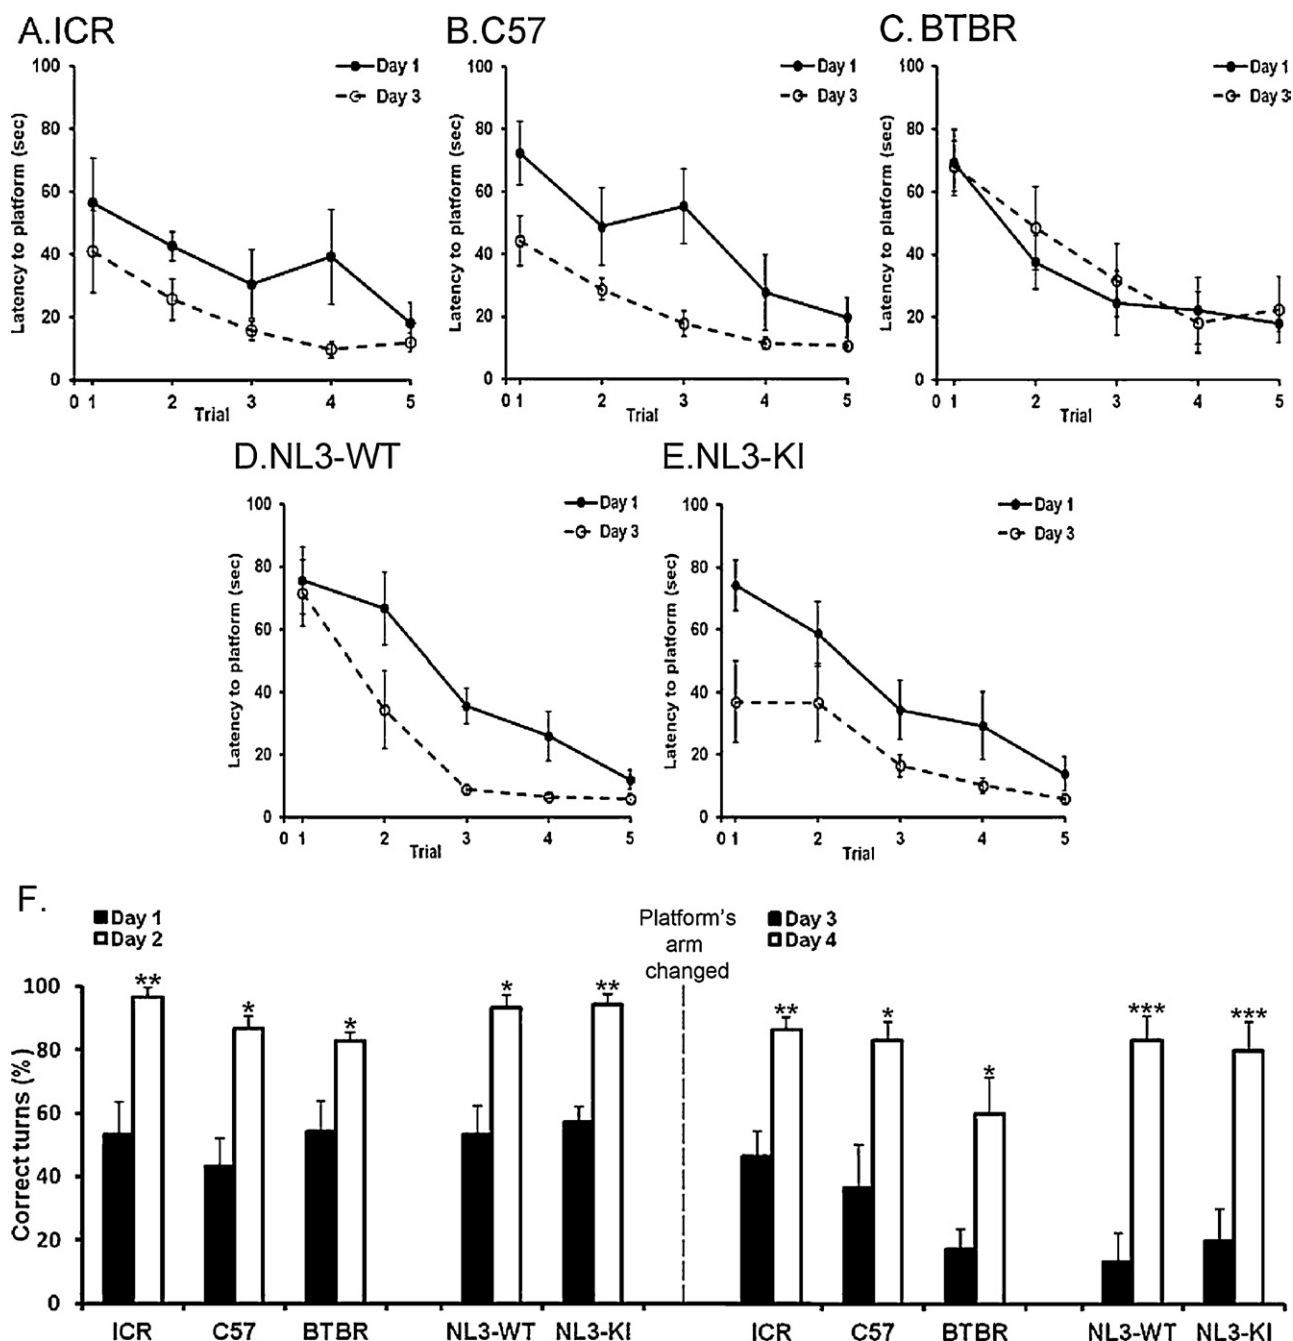 A.ICR
B.C57
C. BTBR
Day 1
Day 3
Day 1
Day 3
Day 1
Day 3
Latency to platform (sec)
100
80
60
40
20
0
0 1 2 3 4 5
Trial
Latency to platform (sec)
100
80
60
40
20
0
0 1 2 3 4 5
Trial
Latency to platform (sec)
100
80
60
40
20
0
0 1 2 3 4 5
Trial
D.NL3-WT
E.NL3-KI
Day 1
Day 3
Day 1
Day 3
Latency to platform (sec)
100
80
60
40
20
0
0 1 2 3 4 5
Trial
Latency to platform (sec)
100
80
60
40
20
0
0 1 2 3 4 5
Trial
F.
Day 1
Day 2
Platform's
arm
changed
Day 3
Day 4
Correct turns (%)
100
80
60
40
20
0
** * * * ** ** * * *** ***
ICR C57 BTBR NL3-WT NL3-KI ICR C57 BTBR NL3-WT NL3-KI